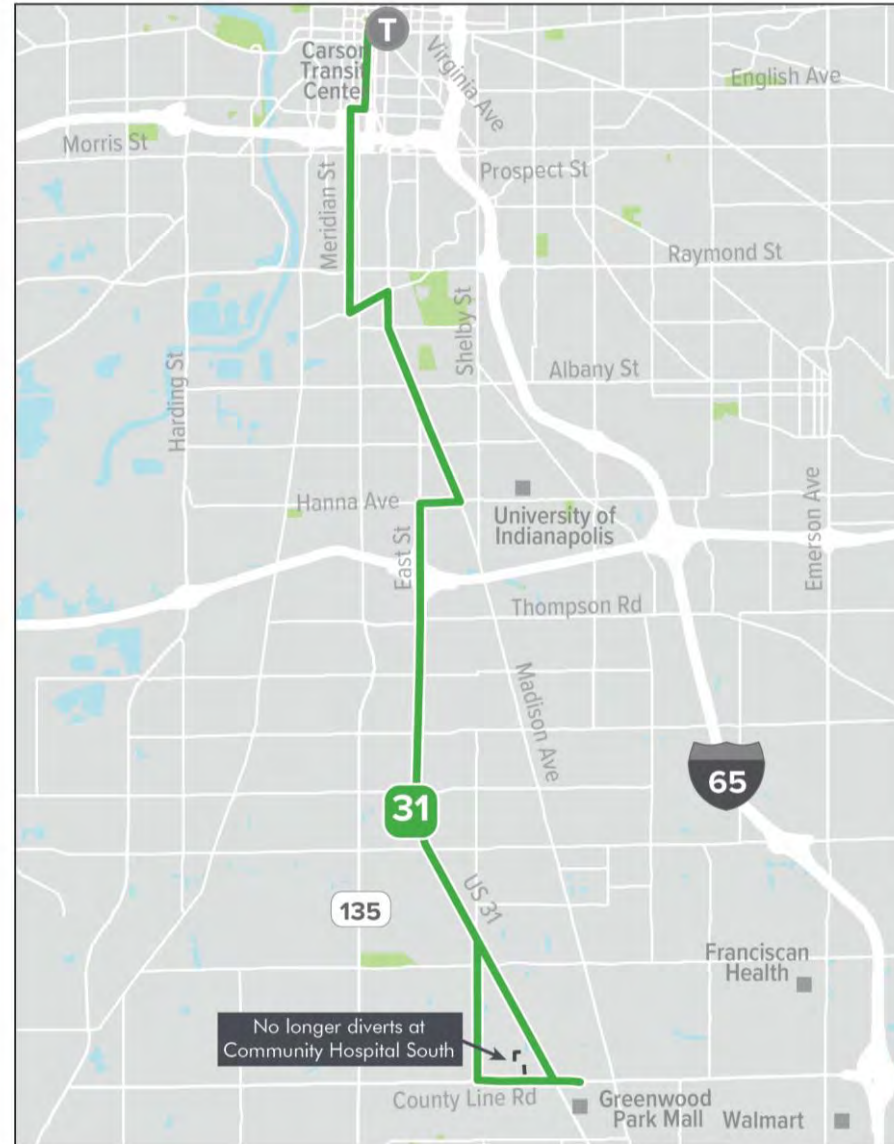 T
Carson
Transit
Center
Virginia Ave
English Ave
Morris St
Meridian St
Prospect St
Raymond St
Shelby St
Harding St
Albany St
Hanna Ave
University of
Indianapolis
East St
Emerson Ave
Thompson Rd
Madison Ave
65
31
US 31
135
Franciscan
Health
No longer diverts at
Community Hospital South
County Line Rd
Greenwood
Park Mall
Walmart